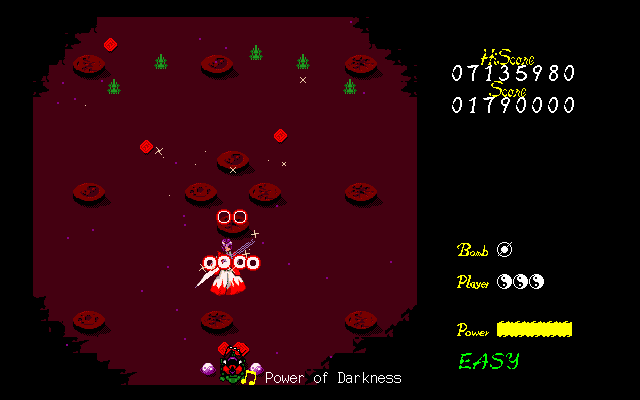 HiScore
07135980
Score
01790000
Bomb
Player
Power
EASY
Power of Darkness